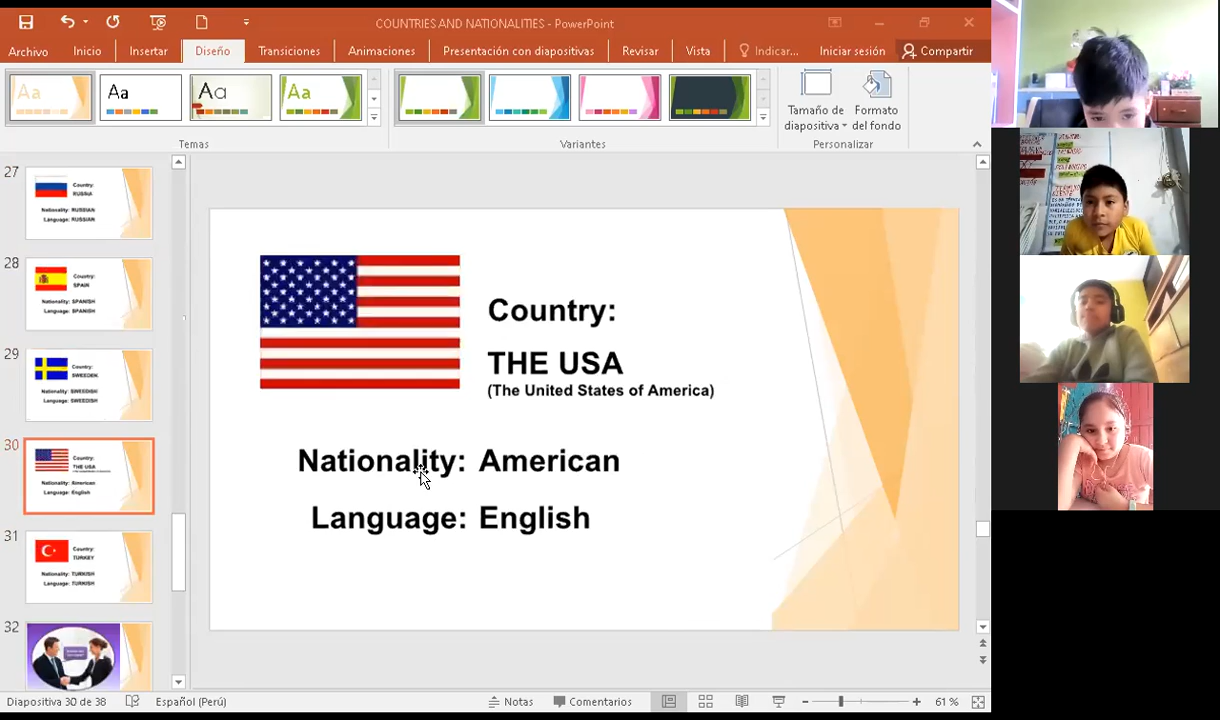 COUNTRIES AND NATIONALITIES - PowerPoint
Archivo Inicio Insertar Diseño Transiciones Animaciones Presentación con diapositivas Revisar Vista Indicar... Iniciar sesión Compartir
Aa Aa Aa Aa
Tamaño de diapositiva
Formato del fondo
Temas Variantes Personalizar
27
Country:
RUSSIA
Nationality: RUSSIAN
Language: RUSSIAN
28
Country:
SPAIN
Nationality: SPANISH
Language: SPANISH
29
Country:
SWEEDEN
Nationality: SWEEDISH
Language: SWEEDISH
30
Country:
THE USA
Nationality: American
Language: English
31
Country:
TURKEY
Nationality: TURKISH
Language: TURKISH
32
Country:
THE USA
(The United States of America)
Nationality: American
Language: English
Diapositiva 30 de 38 Español (Perú) Notas Comentarios 61 %